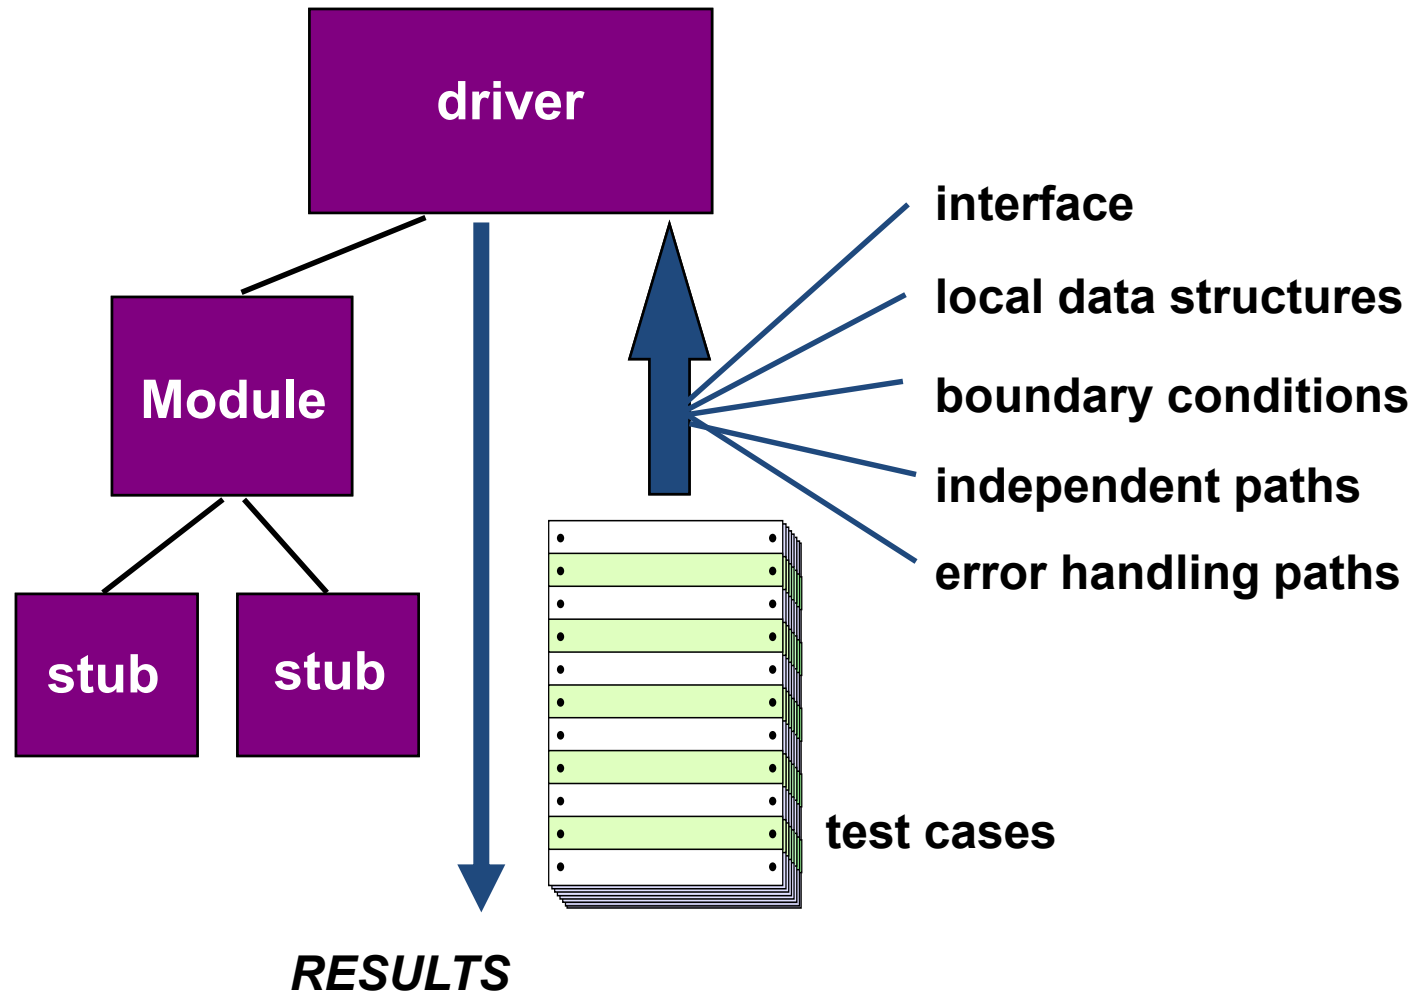 driver
interface
local data structures
Module
boundary conditions
independent paths
error handling paths
stub
stub
test cases
RESULTS